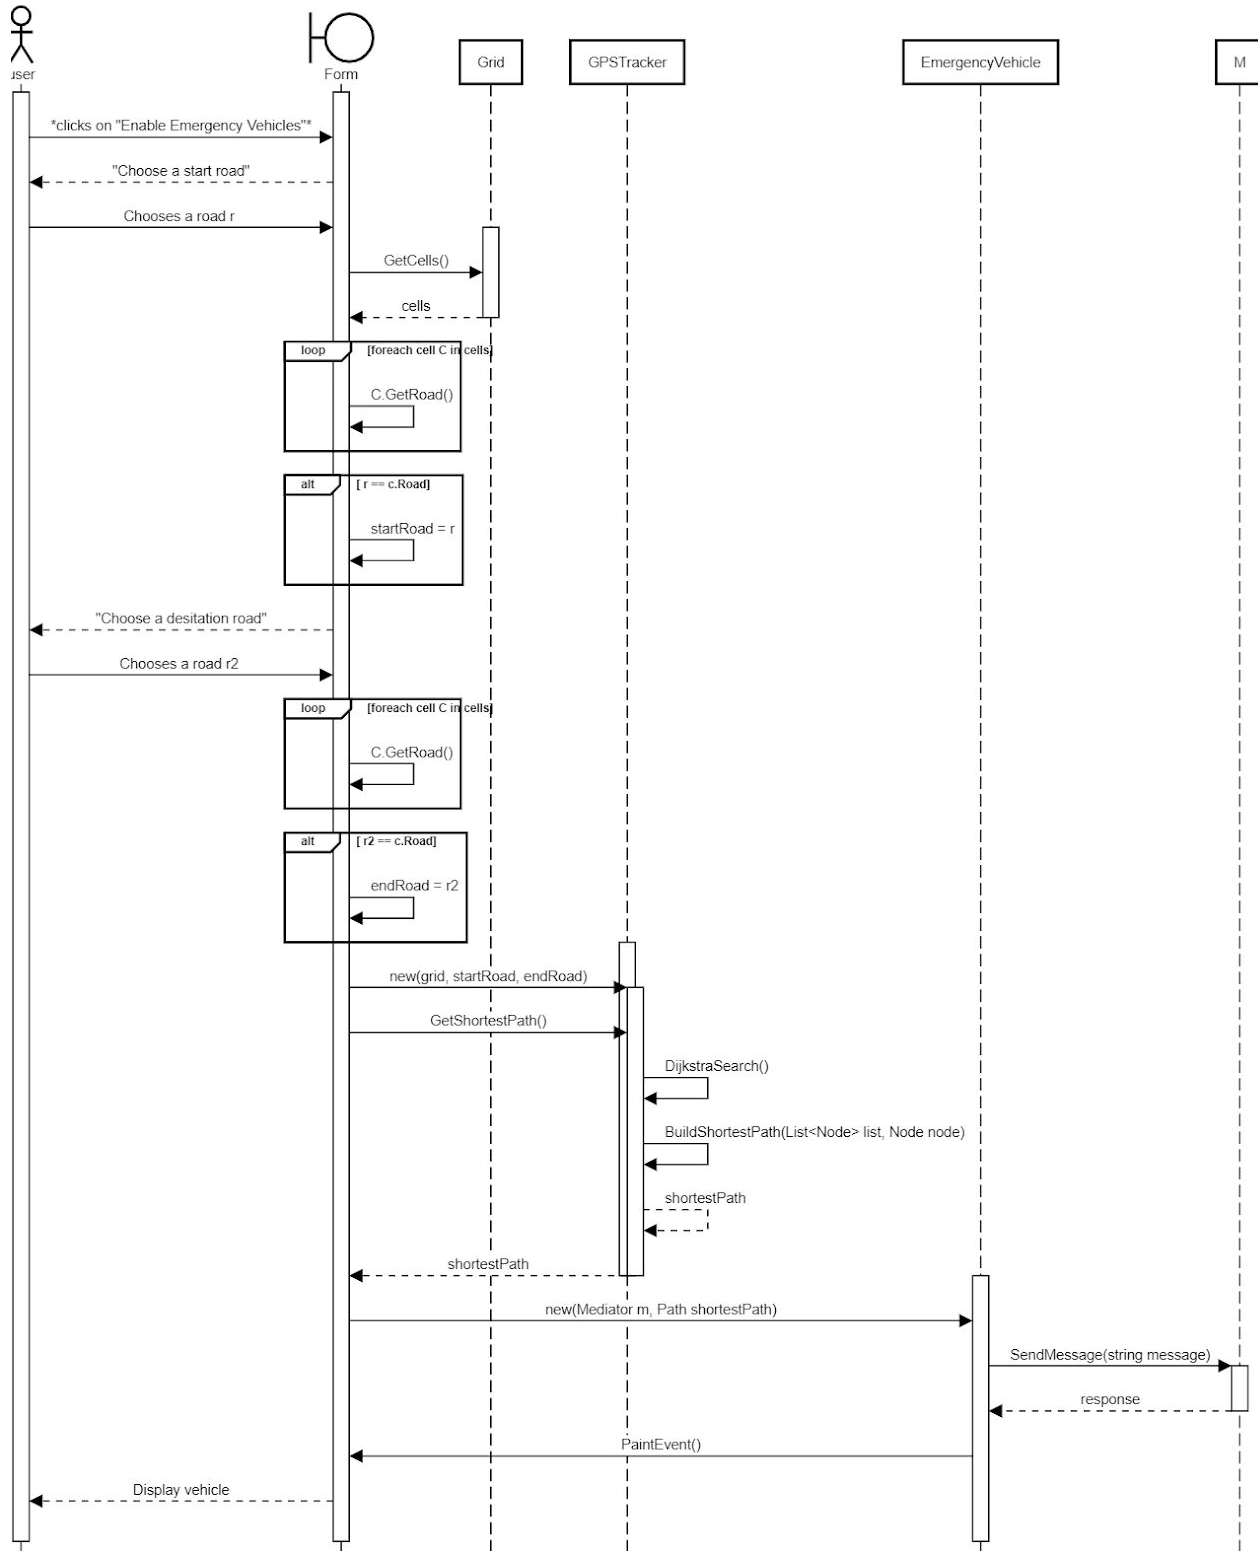 user
Form
Grid
GPSTracker
EmergencyVehicle
M
*clicks on "Enable Emergency Vehicles"*
"Choose a start road"
Chooses a road r
GetCells()
cells
loop [foreach cell C in cells]
C.GetRoad()
alt [ r == c.Road]
startRoad = r
"Choose a desitation road"
Chooses a road r2
loop [foreach cell C in cells]
C.GetRoad()
alt [ r2 == c.Road]
endRoad = r2
new(grid, startRoad, endRoad)
GetShortestPath()
DijkstraSearch()
BuildShortestPath(List<Node> list, Node node)
shortestPath
shortestPath
new(Mediator m, Path shortestPath)
SendMessage(string message)
response
PaintEvent()
Display vehicle